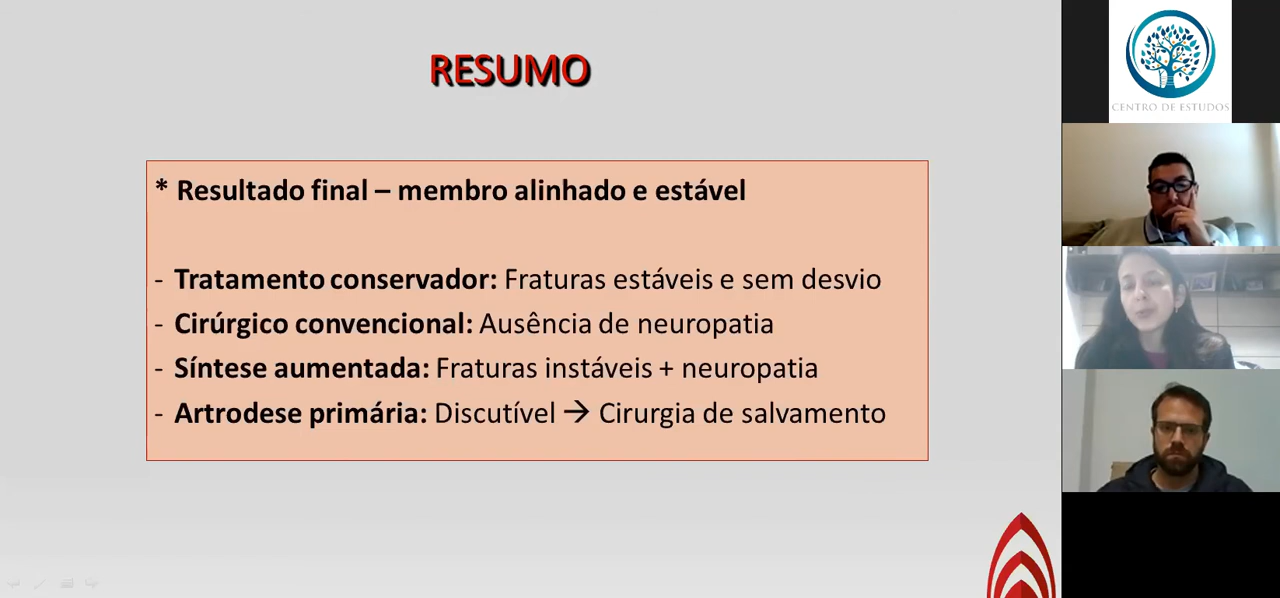 RESUMO
* Resultado final – membro alinhado e estável
- Tratamento conservador: Fraturas estáveis e sem desvio
- Cirúrgico convencional: Ausência de neuropatia
- Síntese aumentada: Fraturas instáveis + neuropatia
- Artrodese primária: Discutível → Cirurgia de salvamento
CENTRO DE ESTUDOS